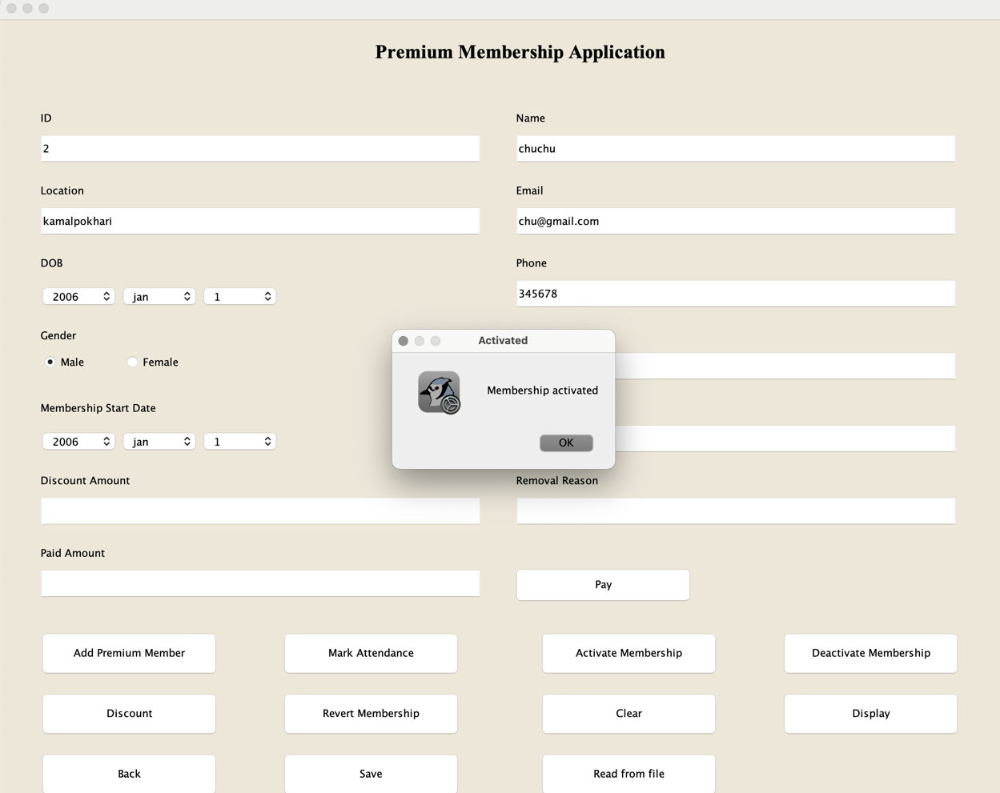 Premium Membership Application
ID
Name
2
chuchu
Location
Email
kamalpokhari
chu@gmail.com
DOB
Phone
2006 jan 1
345678
Gender
Male Female
Activated
Membership activated
OK
Membership Start Date
2006 jan 1
Discount Amount
Removal Reason
Paid Amount
Pay
Add Premium Member
Mark Attendance
Activate Membership
Deactivate Membership
Discount
Revert Membership
Clear
Display
Back
Save
Read from file